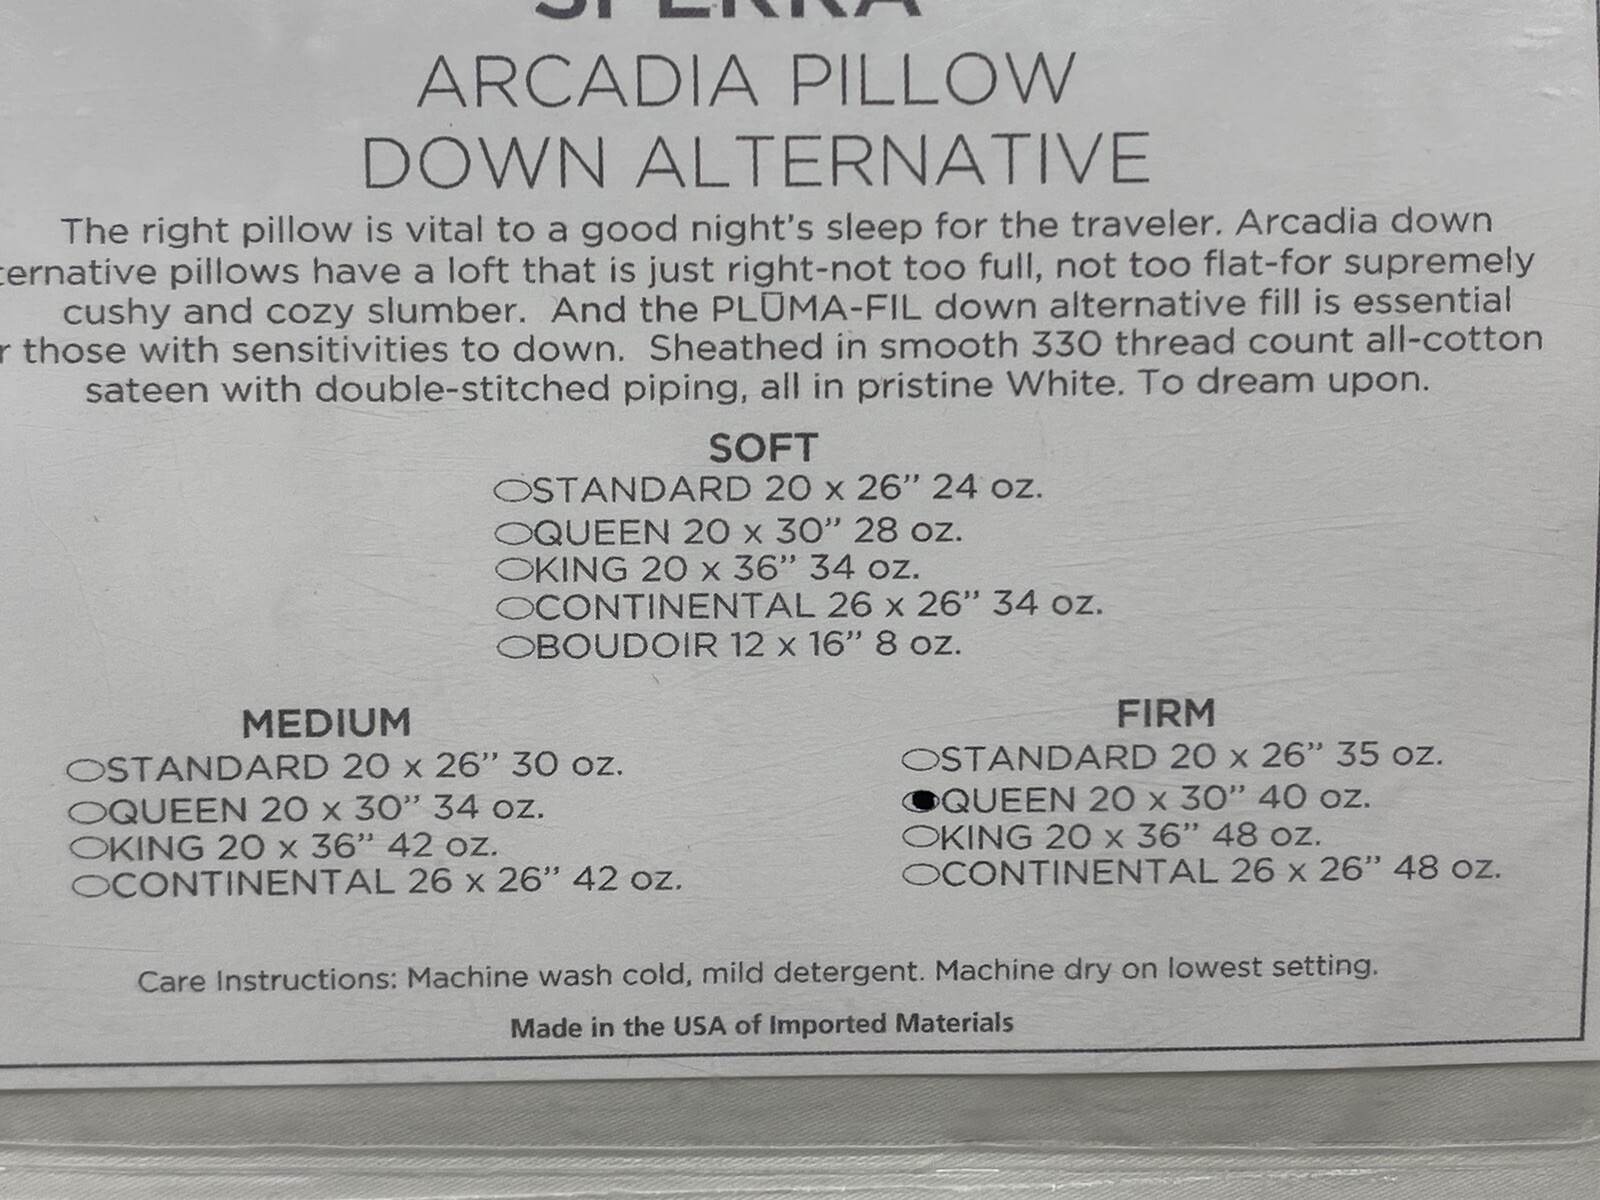 ARCADIA PILLOW
DOWN ALTERNATIVE
The right pillow is vital to a good night's sleep for the traveler. Arcadia down
ternative pillows have a loft that is just right-not too full, not too flat-for supremely
cushy and cozy slumber. And the PLŪMA-FIL down alternative fill is essential
r those with sensitivities to down. Sheathed in smooth 330 thread count all-cotton
sateen with double-stitched piping, all in pristine White. To dream upon.
SOFT
STANDARD 20 x 26” 24 oz.
QUEEN 20 x 30” 28 oz.
KING 20 x 36” 34 oz.
CONTINENTAL 26 x 26” 34 oz.
BOUDOIR 12 x 16” 8 oz.
MEDIUM
STANDARD 20 x 26” 30 oz.
QUEEN 20 x 30” 34 oz.
KING 20 x 36” 42 oz.
CONTINENTAL 26 x 26” 42 oz.
FIRM
STANDARD 20 x 26” 35 oz.
QUEEN 20 x 30” 40 oz.
KING 20 x 36” 48 oz.
CONTINENTAL 26 x 26” 48 oz.
Care Instructions: Machine wash cold, mild detergent. Machine dry on lowest setting.
Made in the USA of Imported Materials